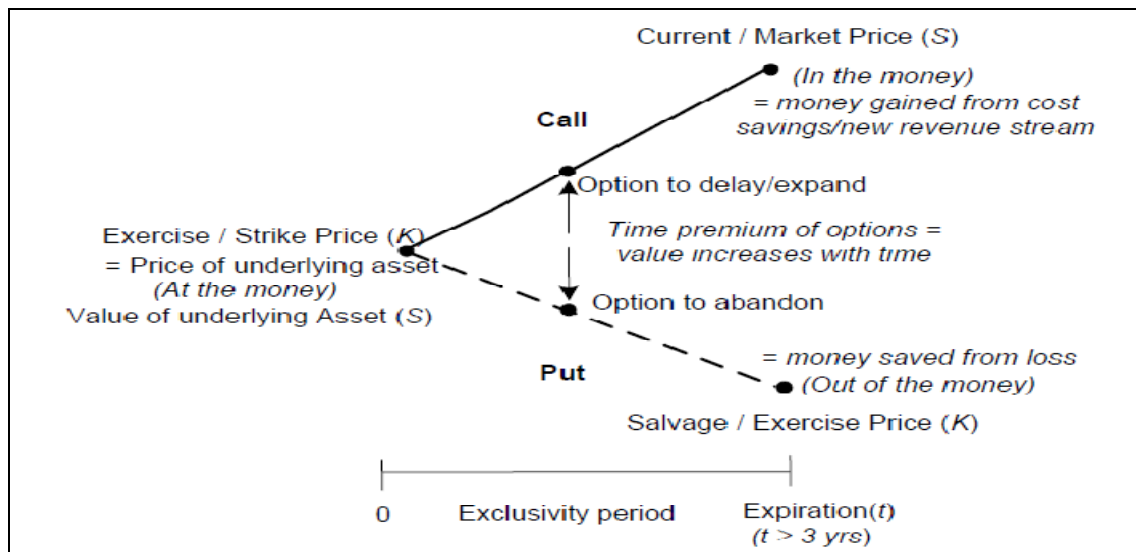 Current / Market Price (S)
(In the money)
= money gained from cost
savings/new revenue stream
Call
Option to delay/expand
Exercise / Strike Price (K)
= Price of underlying asset
(At the money)
Value of underlying Asset (S)
Time premium of options =
value increases with time
Option to abandon
= money saved from loss
(Out of the money)
Put
Salvage / Exercise Price (K)
0
Exclusivity period
Expiration(t)
(t > 3 yrs)